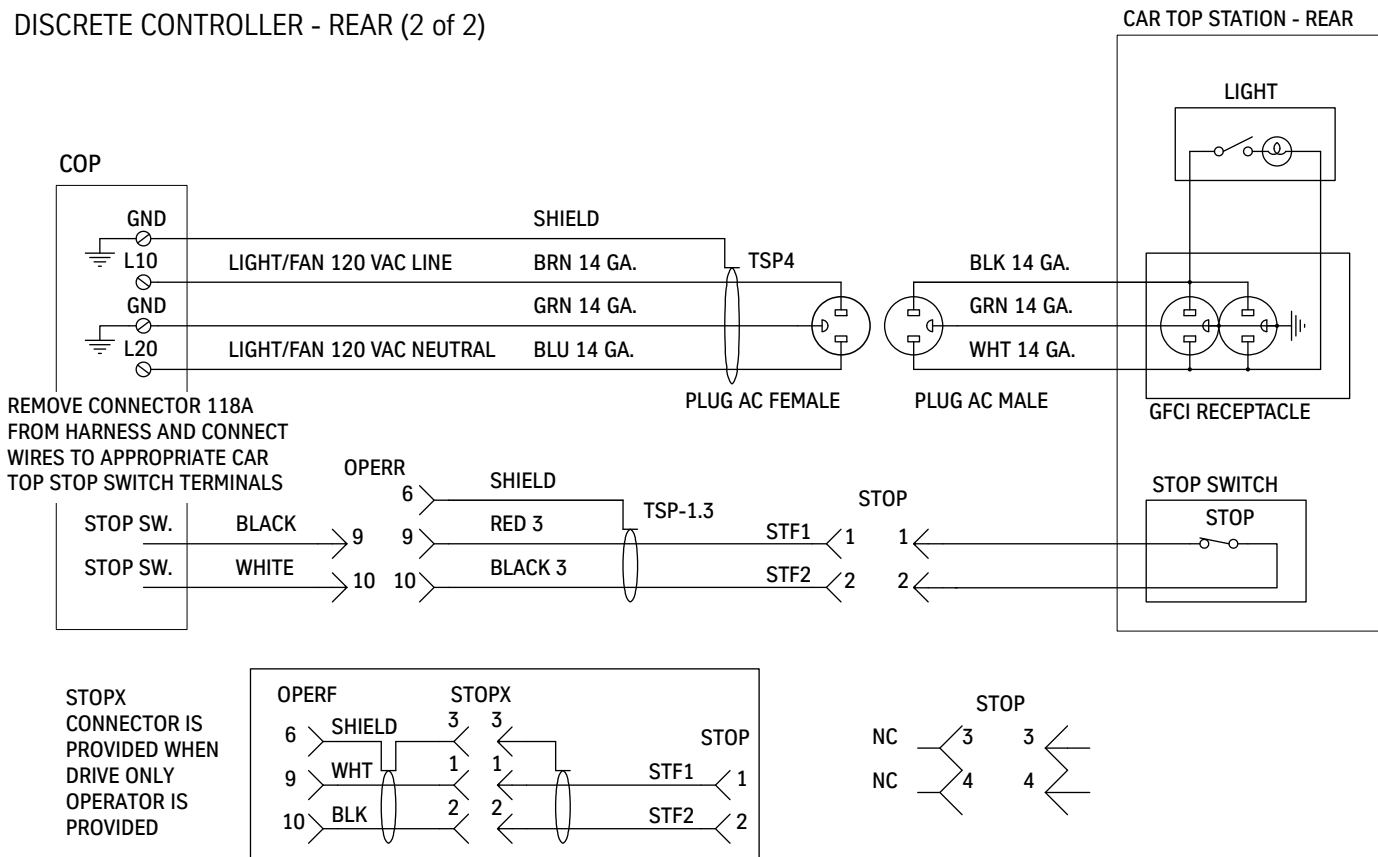 DISCRETE CONTROLLER - REAR (2 of 2)
CAR TOP STATION - REAR
LIGHT
COP
GND
SHIELD
L10
LIGHT/FAN 120 VAC LINE
BRN 14 GA.
TSP4
BLK 14 GA.
GND
GRN 14 GA.
GRN 14 GA.
L20
LIGHT/FAN 120 VAC NEUTRAL
BLU 14 GA.
WHT 14 GA.
PLUG AC FEMALE
PLUG AC MALE
GFCI RECEPTACLE
REMOVE CONNECTOR 118A
FROM HARNESS AND CONNECT
WIRES TO APPROPRIATE CAR
TOP STOP SWITCH TERMINALS
OPERR
6
SHIELD
TSP-1.3
STOP
STOP SWITCH
STOP
STOP SW.
BLACK
9
9
RED 3
STF1
1
1
STOP SW.
WHITE
10
10
BLACK 3
STF2
2
2
STOPX
CONNECTOR IS
PROVIDED WHEN
DRIVE ONLY
OPERATOR IS
PROVIDED
OPERF
STOPX
6
SHIELD
3
3
STOP
9
WHT
1
1
STF1
1
10
BLK
2
2
STF2
2
STOP
NC
3
3
NC
4
4